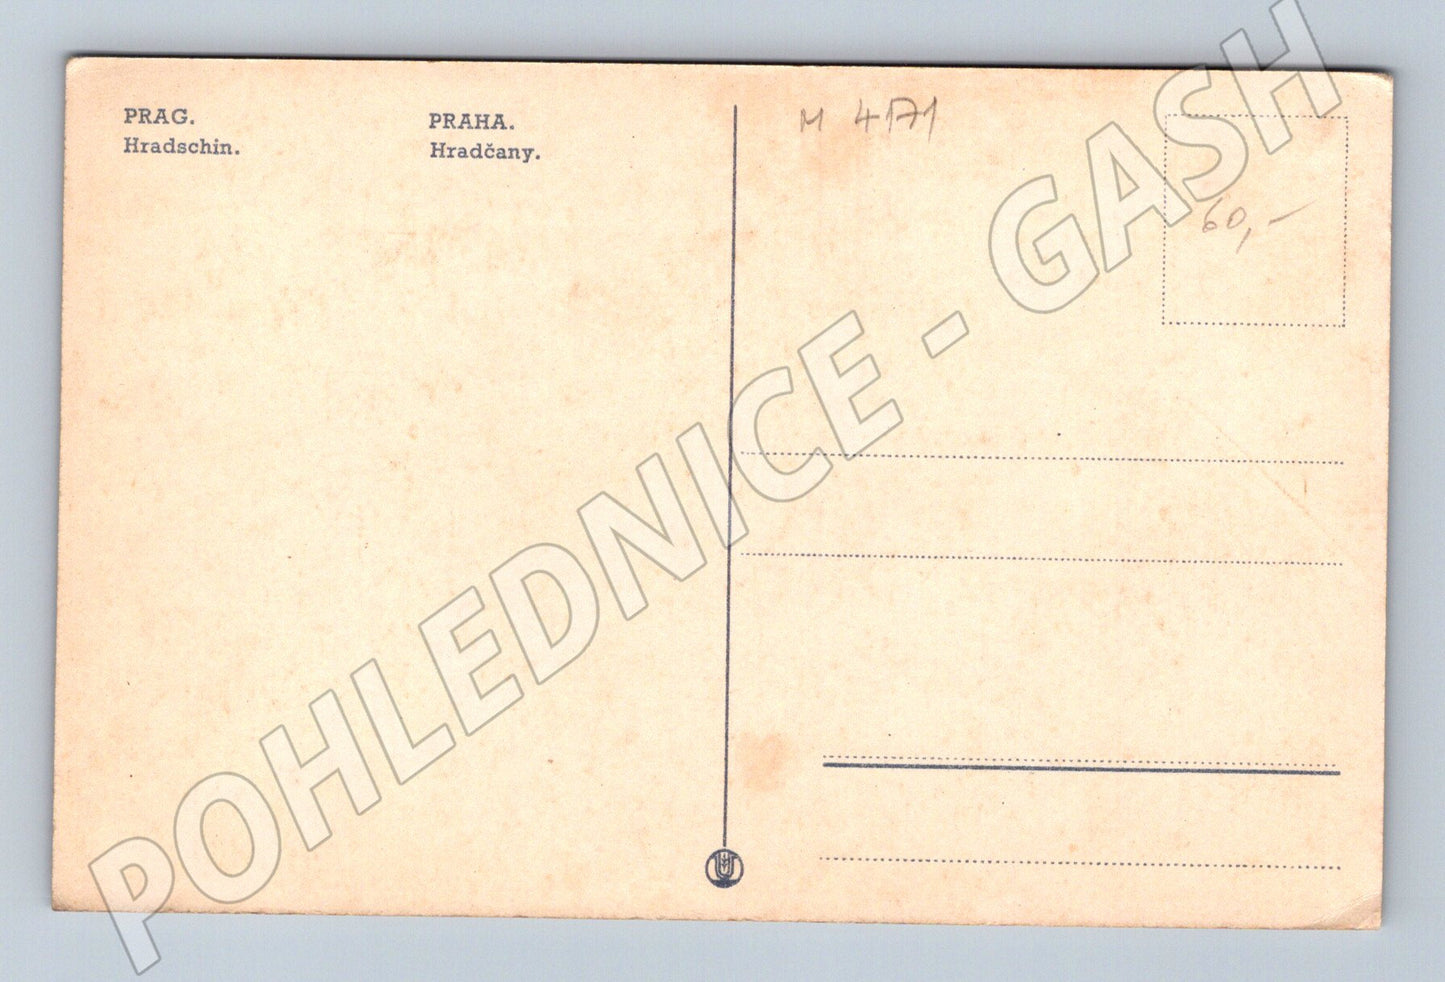 PRAG.
Hradschin.
PRAHA.
Hradčany.
M 4171
60,-
POHLEDNICE - GASH